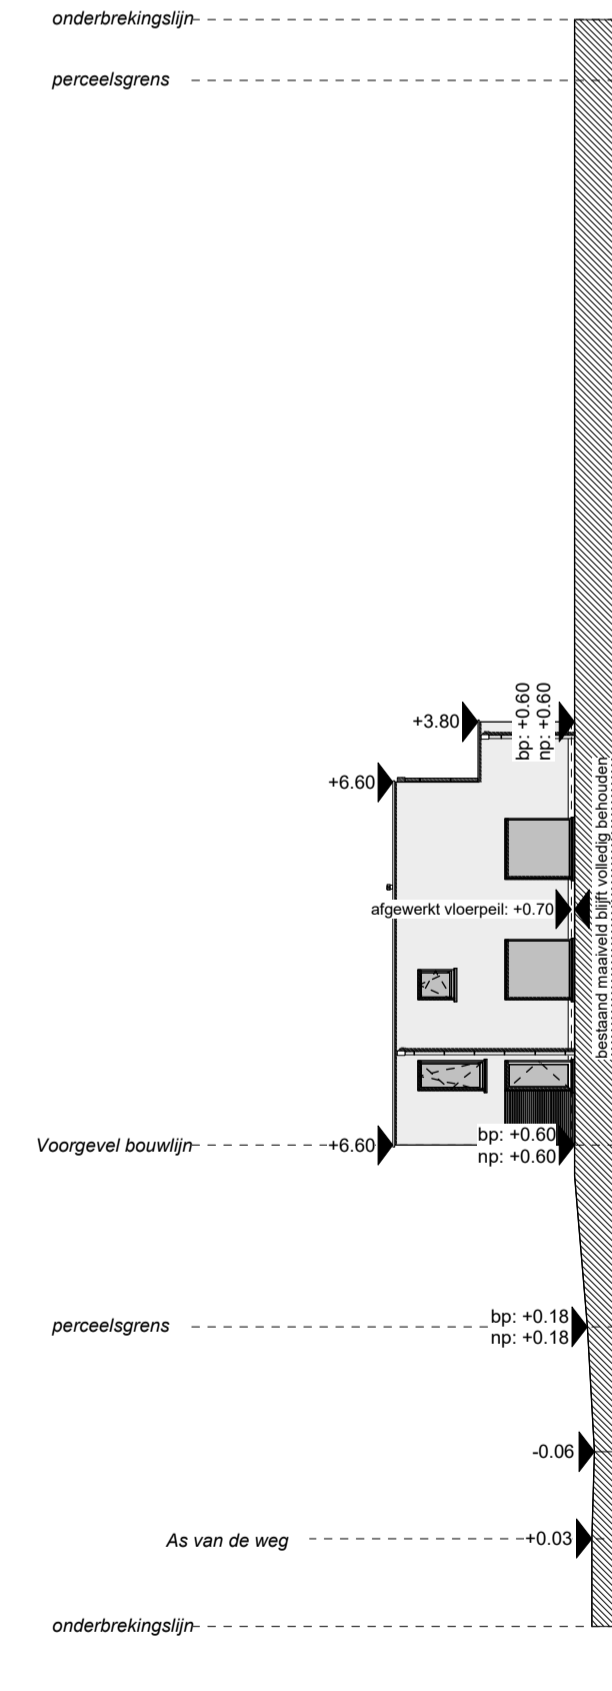 onderbrekingslijn
perceelsgrens
+3.80
bp: +0.60
np: +0.60
+6.60
afgewerkt vloerpeil: +0.70
bestaand maaiveld blijft volledig behouden
Voorgevel bouwlijn
+6.60
bp: +0.60
np: +0.60
perceelsgrens
bp: +0.18
np: +0.18
-0.06
As van de weg
+0.03
onderbrekingslijn